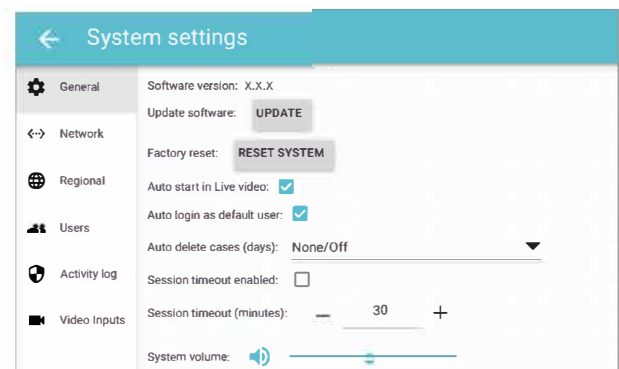 System settings
General
Software version: X.X.X
Update software: UPDATE
Network
Factory reset: RESET SYSTEM
Regional
Auto start in Live video:
Auto login as default user:
Users
Auto delete cases (days): None/Off
Activity log
Session timeout enabled:
Session timeout (minutes): 30
Video Inputs
System volume: